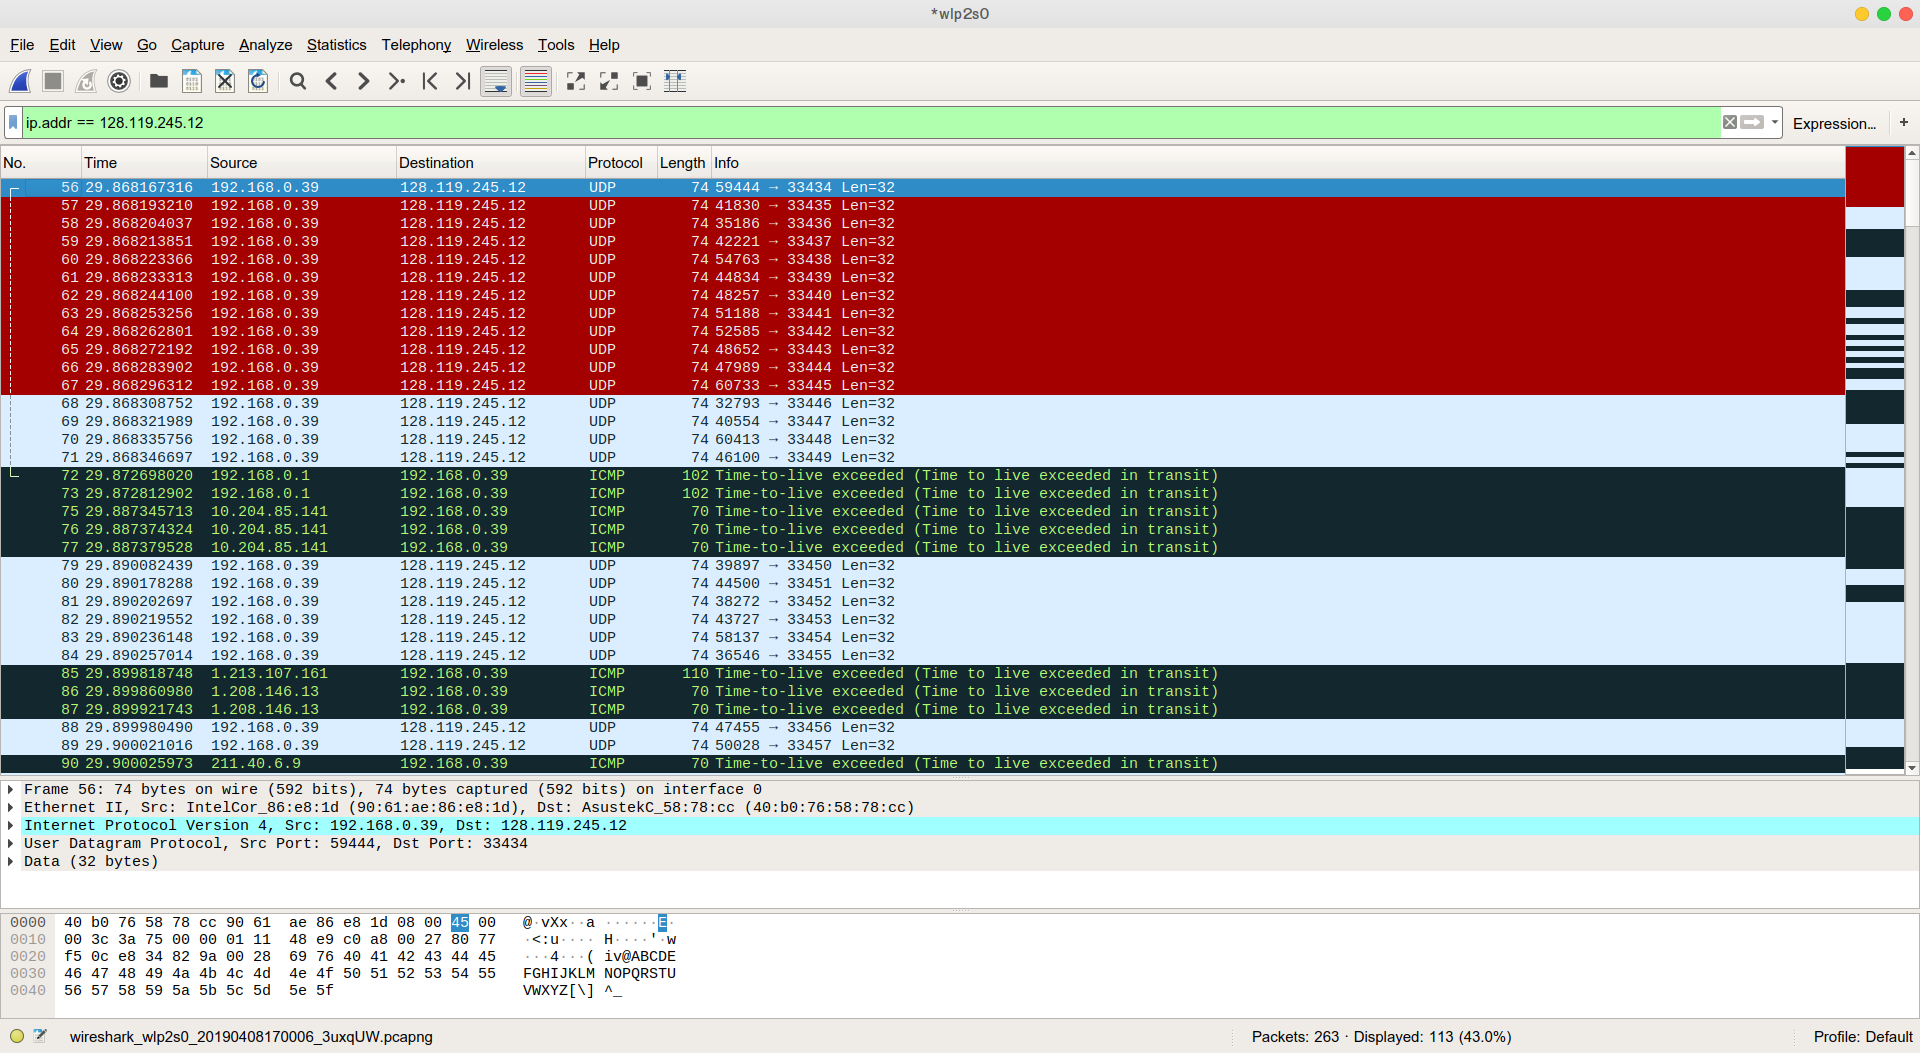 *wlp2s0
File Edit View Go Capture Analyze Statistics Telephony Wireless Tools Help
ip.addr == 128.119.245.12 Expression… +
No. Time Source Destination Protocol Length Info
56 29.868167316 192.168.0.39 128.119.245.12 UDP 74 59444 → 33434 Len=32
57 29.868193210 192.168.0.39 128.119.245.12 UDP 74 41830 → 33435 Len=32
58 29.868204037 192.168.0.39 128.119.245.12 UDP 74 35186 → 33436 Len=32
59 29.868213851 192.168.0.39 128.119.245.12 UDP 74 42221 → 33437 Len=32
60 29.868223366 192.168.0.39 128.119.245.12 UDP 74 54763 → 33438 Len=32
61 29.868233313 192.168.0.39 128.119.245.12 UDP 74 44834 → 33439 Len=32
62 29.868244100 192.168.0.39 128.119.245.12 UDP 74 48257 → 33440 Len=32
63 29.868253256 192.168.0.39 128.119.245.12 UDP 74 51188 → 33441 Len=32
64 29.868262801 192.168.0.39 128.119.245.12 UDP 74 52585 → 33442 Len=32
65 29.868272192 192.168.0.39 128.119.245.12 UDP 74 48652 → 33443 Len=32
66 29.868283902 192.168.0.39 128.119.245.12 UDP 74 47989 → 33444 Len=32
67 29.868296312 192.168.0.39 128.119.245.12 UDP 74 60733 → 33445 Len=32
68 29.868308752 192.168.0.39 128.119.245.12 UDP 74 32793 → 33446 Len=32
69 29.868321989 192.168.0.39 128.119.245.12 UDP 74 40554 → 33447 Len=32
70 29.868335756 192.168.0.39 128.119.245.12 UDP 74 60413 → 33448 Len=32
71 29.868346697 192.168.0.39 128.119.245.12 UDP 74 46100 → 33449 Len=32
72 29.872698020 192.168.0.1 192.168.0.39 ICMP 102 Time-to-live exceeded (Time to live exceeded in transit)
73 29.872812902 192.168.0.1 192.168.0.39 ICMP 102 Time-to-live exceeded (Time to live exceeded in transit)
75 29.887345713 10.204.85.141 192.168.0.39 ICMP 70 Time-to-live exceeded (Time to live exceeded in transit)
76 29.887374324 10.204.85.141 192.168.0.39 ICMP 70 Time-to-live exceeded (Time to live exceeded in transit)
77 29.887379528 10.204.85.141 192.168.0.39 ICMP 70 Time-to-live exceeded (Time to live exceeded in transit)
79 29.890082439 192.168.0.39 128.119.245.12 UDP 74 39897 → 33450 Len=32
80 29.890178288 192.168.0.39 128.119.245.12 UDP 74 44500 → 33451 Len=32
81 29.890202697 192.168.0.39 128.119.245.12 UDP 74 38272 → 33452 Len=32
82 29.890219552 192.168.0.39 128.119.245.12 UDP 74 43727 → 33453 Len=32
83 29.890236148 192.168.0.39 128.119.245.12 UDP 74 58137 → 33454 Len=32
84 29.890257014 192.168.0.39 128.119.245.12 UDP 74 36546 → 33455 Len=32
85 29.899818748 1.213.107.161 192.168.0.39 ICMP 110 Time-to-live exceeded (Time to live exceeded in transit)
86 29.899860980 1.208.146.13 192.168.0.39 ICMP 70 Time-to-live exceeded (Time to live exceeded in transit)
87 29.899921743 1.208.146.13 192.168.0.39 ICMP 70 Time-to-live exceeded (Time to live exceeded in transit)
88 29.899980490 192.168.0.39 128.119.245.12 UDP 74 47455 → 33456 Len=32
89 29.900021016 192.168.0.39 128.119.245.12 UDP 74 50028 → 33457 Len=32
90 29.900025973 211.40.6.9 192.168.0.39 ICMP 70 Time-to-live exceeded (Time to live exceeded in transit)
Frame 56: 74 bytes on wire (592 bits), 74 bytes captured (592 bits) on interface 0
Ethernet II, Src: IntelCor_86:e8:1d (90:61:ae:86:e8:1d), Dst: AsustekC_58:78:cc (40:b0:76:58:78:cc)
Internet Protocol Version 4, Src: 192.168.0.39, Dst: 128.119.245.12
User Datagram Protocol, Src Port: 59444, Dst Port: 33434
Data (32 bytes)
0000 40 b0 76 58 78 cc 90 61 ae 86 e8 1d 08 00 45 00 @·vXx··a ······E·
0010 00 3c 3a 75 00 00 01 11 48 e9 c0 a8 00 27 80 77 ·<:u···· H····'·w
0020 f5 0c e8 34 82 9a 00 28 69 76 40 41 42 43 44 45 ···4···( iv@ABCDE
0030 46 47 48 49 4a 4b 4c 4d 4e 4f 50 51 52 53 54 55 FGHIJKLM NOPQRSTU
0040 56 57 58 59 5a 5b 5c 5d 5e 5f VWXYZ[\] ^_
wireshark_wlp2s0_20190408170006_3uxqUW.pcapng Packets: 263 · Displayed: 113 (43.0%) Profile: Default